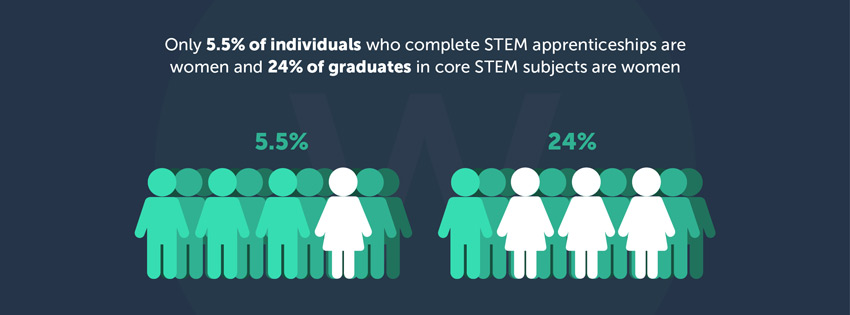 Only 5.5% of individuals who complete STEM apprenticeships are
women and 24% of graduates in core STEM subjects are women
5.5%
24%
W